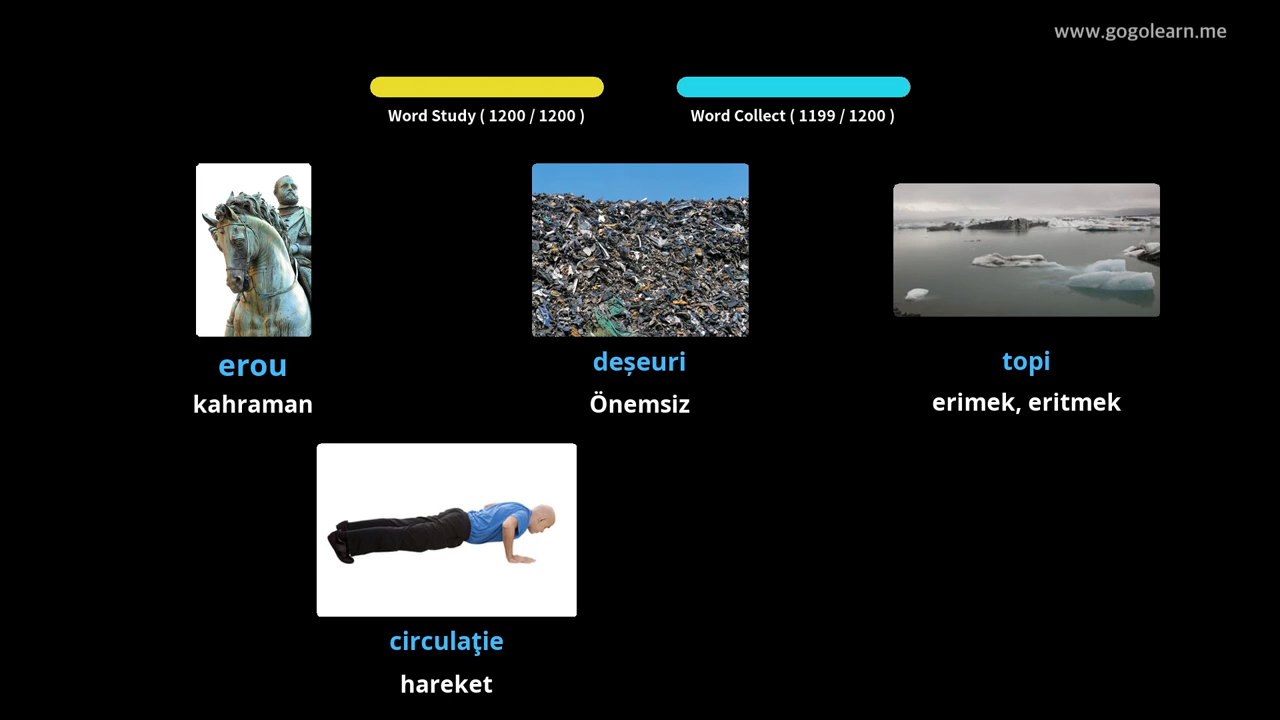 www.gogolearn.me
Word Study ( 1200 / 1200 )
Word Collect ( 1199 / 1200 )
erou
kahraman
deșeuri
Önemsiz
topi
erimek, eritmek
circulaţie
hareket